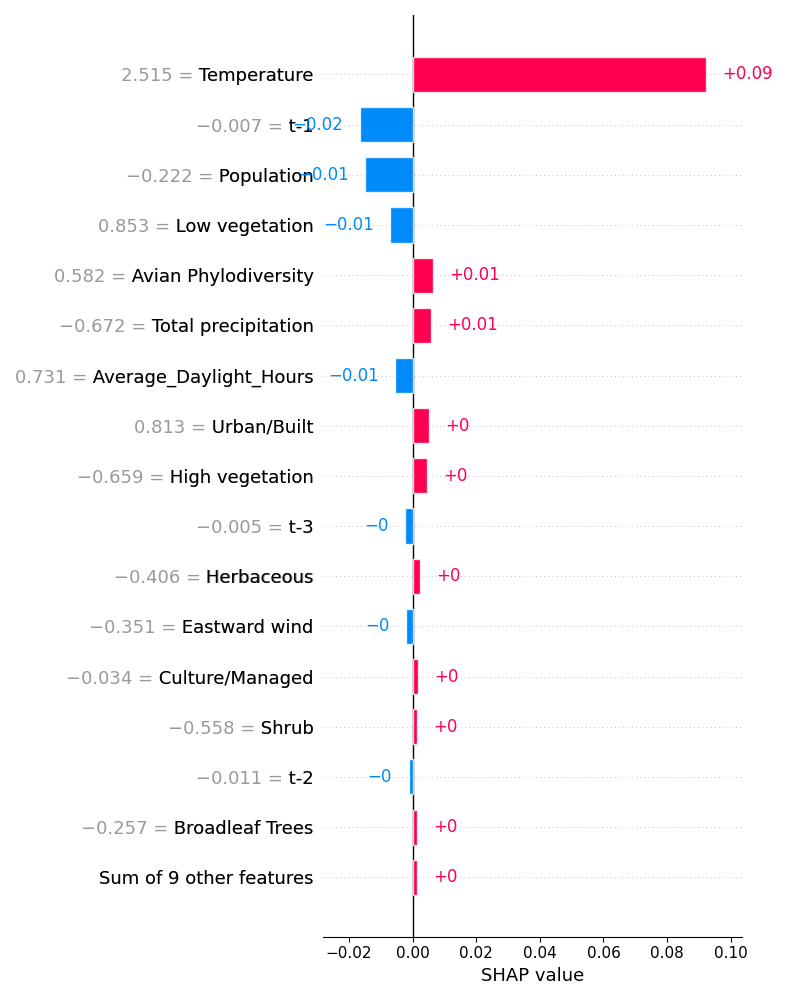 2.515 = Temperature +0.09
−0.007 = t-1 −0.02
−0.222 = Population −0.01
0.853 = Low vegetation −0.01
0.582 = Avian Phylodiversity +0.01
−0.672 = Total precipitation +0.01
0.731 = Average_Daylight_Hours −0.01
0.813 = Urban/Built +0
−0.659 = High vegetation +0
−0.005 = t-3 −0
−0.406 = Herbaceous +0
−0.351 = Eastward wind −0
−0.034 = Culture/Managed +0
−0.558 = Shrub +0
−0.011 = t-2 −0
−0.257 = Broadleaf Trees +0
Sum of 9 other features +0
−0.02 0.00 0.02 0.04 0.06 0.08 0.10
SHAP value